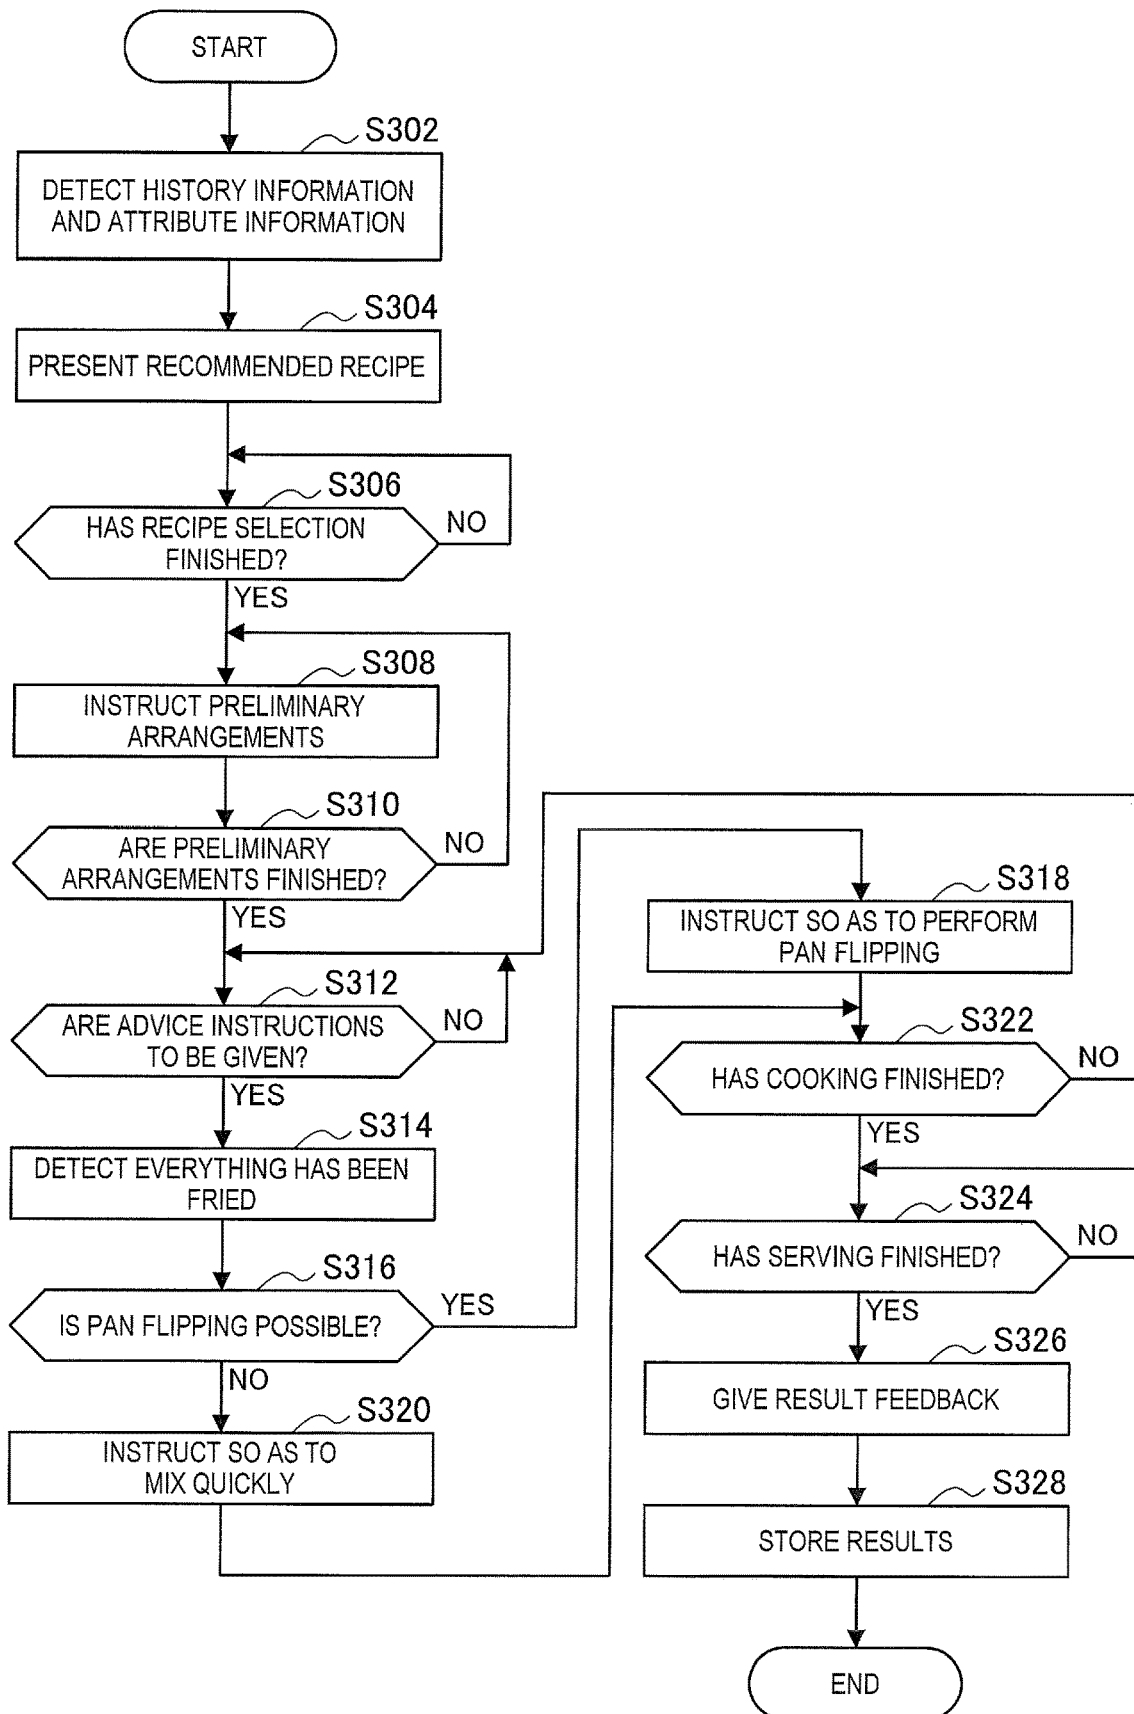 START
S302
DETECT HISTORY INFORMATION
AND ATTRIBUTE INFORMATION
S304
PRESENT RECOMMENDED RECIPE
S306
HAS RECIPE SELECTION
FINISHED?
NO
YES
S308
INSTRUCT PRELIMINARY
ARRANGEMENTS
S310
ARE PRELIMINARY
ARRANGEMENTS FINISHED?
NO
YES
S312
ARE ADVICE INSTRUCTIONS
TO BE GIVEN?
NO
YES
S314
DETECT EVERYTHING HAS BEEN
FRIED
S316
IS PAN FLIPPING POSSIBLE?
YES
NO
S320
INSTRUCT SO AS TO
MIX QUICKLY
S318
INSTRUCT SO AS TO PERFORM
PAN FLIPPING
S322
HAS COOKING FINISHED?
NO
YES
S324
HAS SERVING FINISHED?
NO
YES
S326
GIVE RESULT FEEDBACK
S328
STORE RESULTS
END